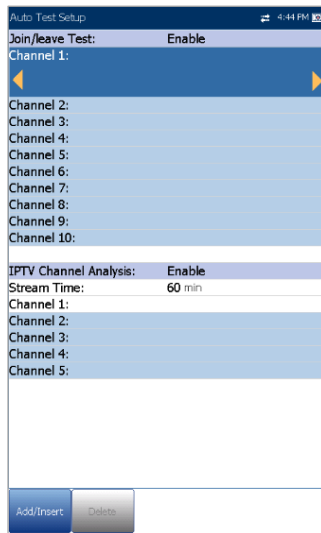 Auto Test Setup 4:44 PM
Join/leave Test: Enable
Channel 1:
Channel 2:
Channel 3:
Channel 4:
Channel 5:
Channel 6:
Channel 7:
Channel 8:
Channel 9:
Channel 10:
IPTV Channel Analysis: Enable
Stream Time: 60 min
Channel 1:
Channel 2:
Channel 3:
Channel 4:
Channel 5:
Add/Insert Delete